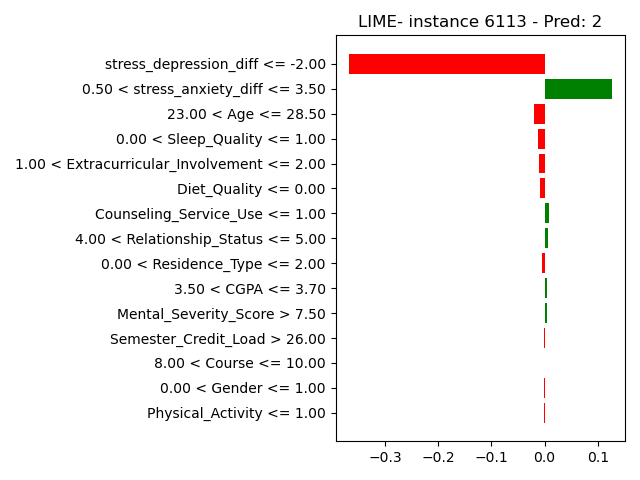 LIME- instance 6113 - Pred: 2
stress_depression_diff <= -2.00
0.50 < stress_anxiety_diff <= 3.50
23.00 < Age <= 28.50
0.00 < Sleep_Quality <= 1.00
1.00 < Extracurricular_Involvement <= 2.00
Diet_Quality <= 0.00
Counseling_Service_Use <= 1.00
4.00 < Relationship_Status <= 5.00
0.00 < Residence_Type <= 2.00
3.50 < CGPA <= 3.70
Mental_Severity_Score > 7.50
Semester_Credit_Load > 26.00
8.00 < Course <= 10.00
0.00 < Gender <= 1.00
Physical_Activity <= 1.00
−0.3 −0.2 −0.1 0.0 0.1